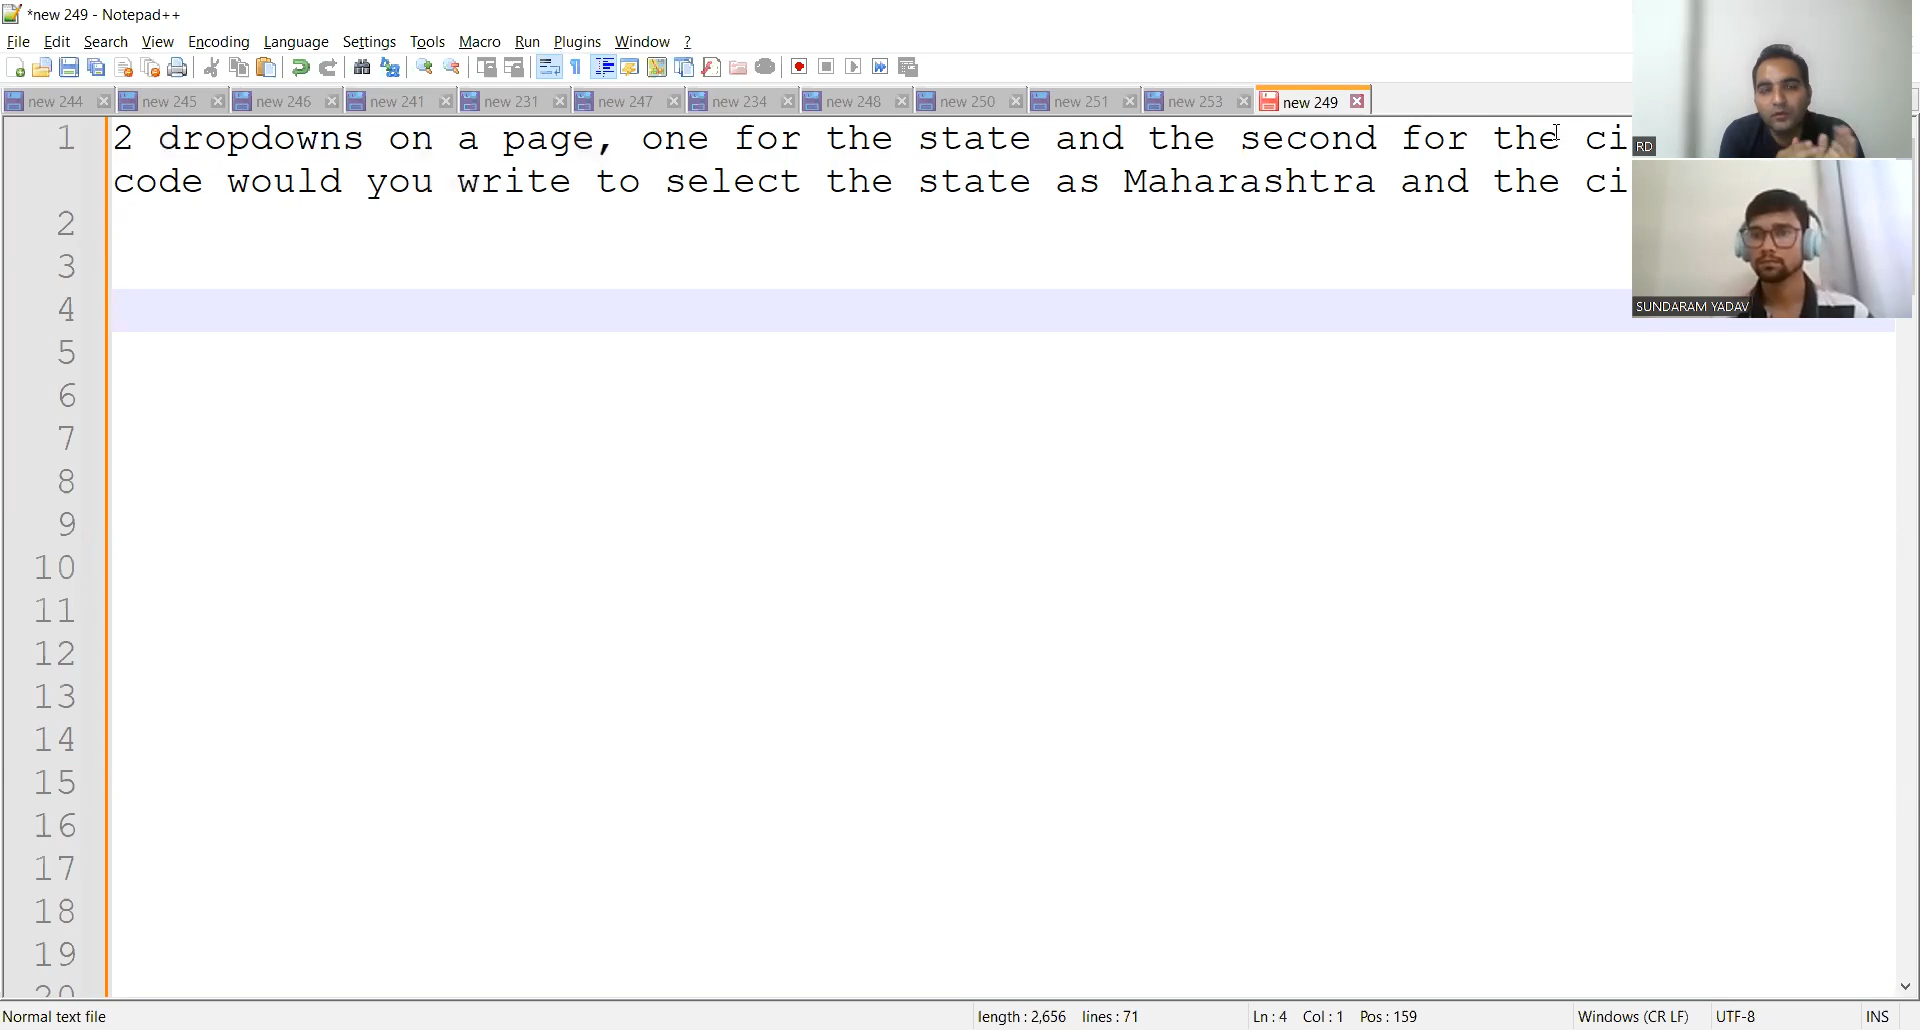 *new 249 - Notepad++
File Edit Search View Encoding Language Settings Tools Macro Run Plugins Window ?
new 244 new 245 new 246 new 241 new 231 new 247 new 234 new 248 new 250 new 251 new 253 new 249
1 2 dropdowns on a page, one for the state and the second for the ci
code would you write to select the state as Maharashtra and the ci
2
3
4
5
6
7
8
9
10
11
12
13
14
15
16
17
18
19
20
RD
SUNDARAM YADAV
Normal text file length : 2,656 lines : 71 Ln : 4 Col : 1 Pos : 159 Windows (CR LF) UTF-8 INS